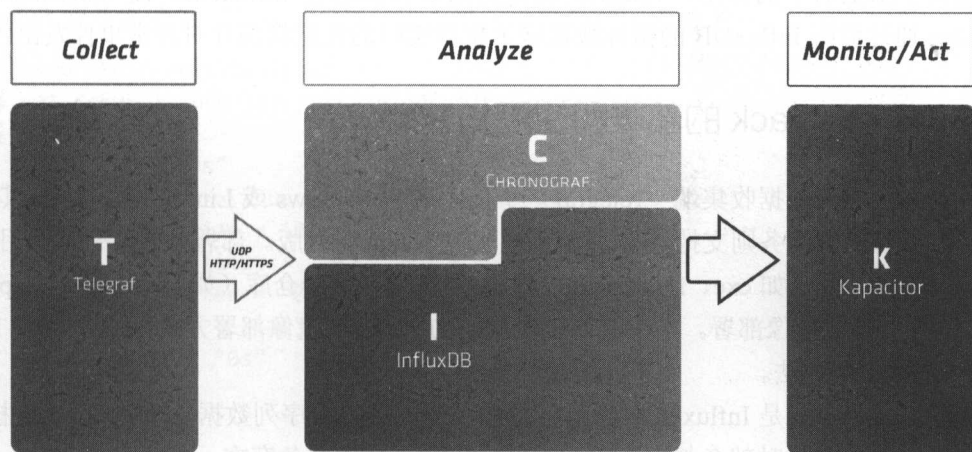 Collect
Analyze
Monitor/Act
T
Telegraf
UDP
HTTP/HTTPS
C
CHRONOGRAF
I
InfluxDB
K
Kapacitor